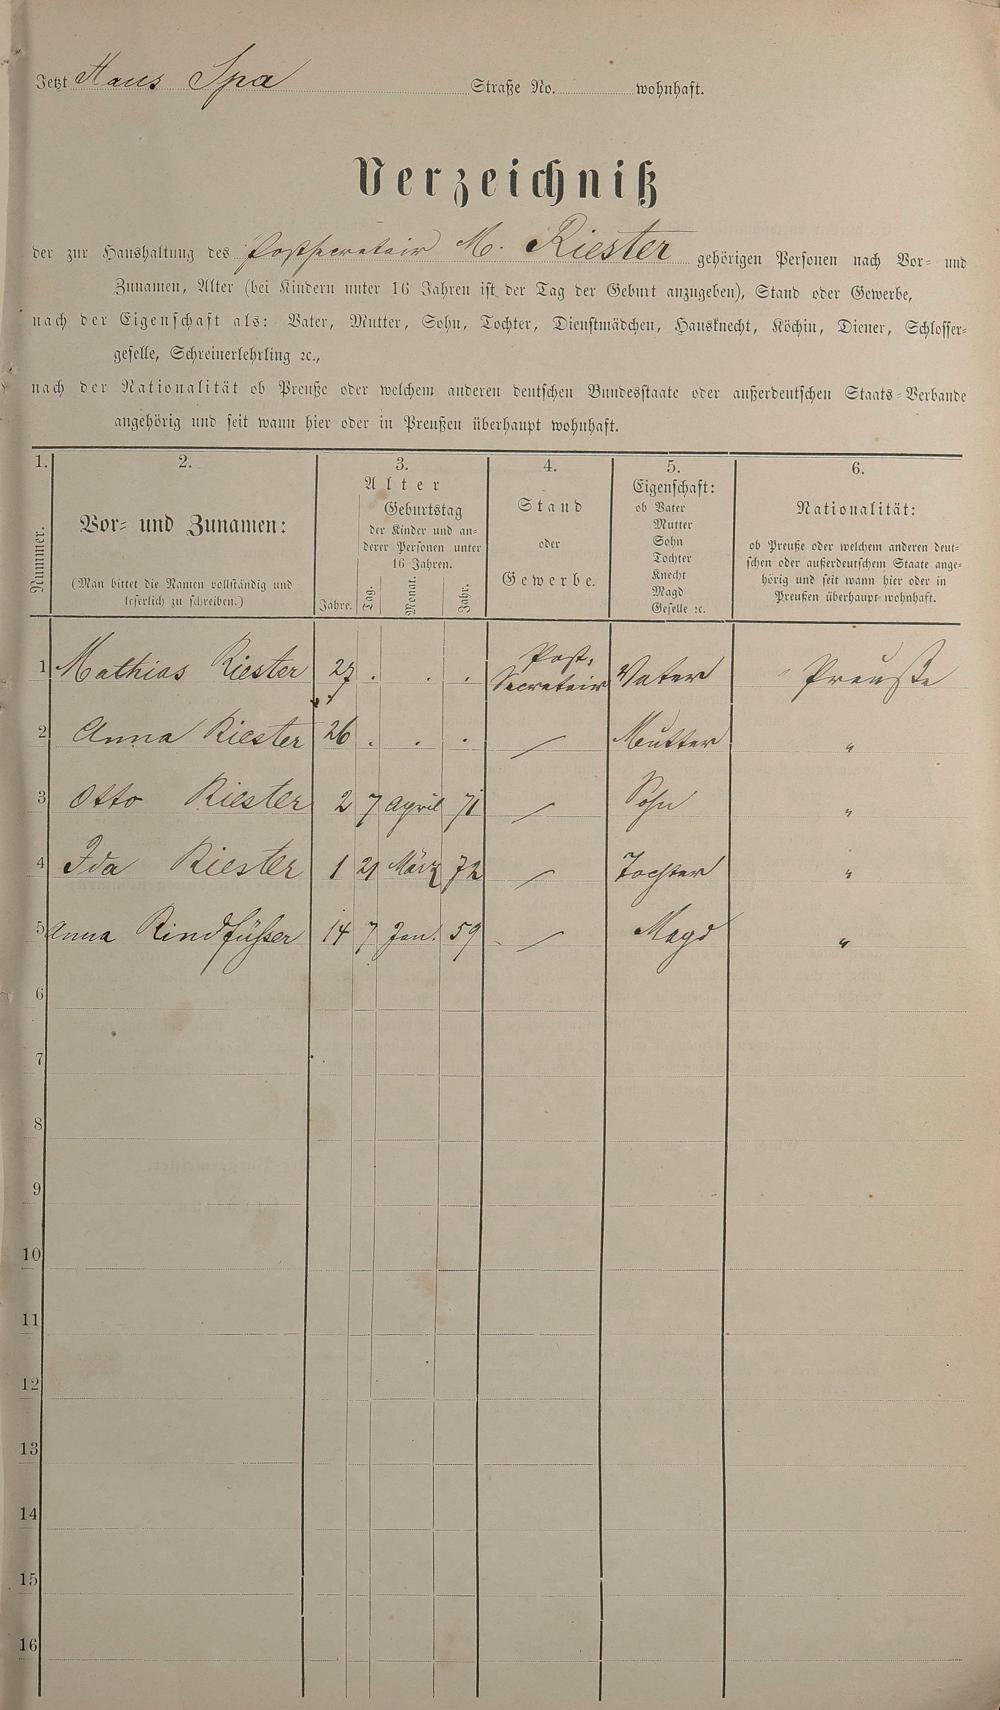 Jetzt Haus Spa Straße No. wohnhaft.
Verzeichniß
der zur Haushaltung des Postsecretair M. Riester gehörigen Personen nach Vor- und
Zunamen, Alter (bei Kindern unter 16 Jahren ist der Tag der Geburt anzugeben), Stand oder Gewerbe,
nach der Eigenschaft als: Vater, Mutter, Sohn, Tochter, Dienstmädchen, Hausknecht, Köchin, Diener, Schlosser-
geselle, Schreinerlehrling ꝛc.,
nach der Nationalität ob Preuße oder welchem anderen deutschen Bundesstaate oder außerdeutschen Staats-Verbande
angehörig und seit wann hier oder in Preußen überhaupt wohnhaft.
1. 2. 3. 4. 5. 6.
Nummer.
Vor- und Zunamen:
(Man bittet die Namen vollständig und
leserlich zu schreiben.)
Alter
Geburtstag
der Kinder und an-
derer Personen unter
16 Jahren.
Jahre. Tag. Monat. Jahr.
Stand
oder
Gewerbe.
Eigenschaft:
ob Vater
Mutter
Sohn
Tochter
Knecht
Magd
Geselle ꝛc.
Nationalität:
ob Preuße oder welchem anderen deut-
schen oder außerdeutschem Staate ange-
hörig und seit wann hier oder in
Preußen überhaupt wohnhaft.
1 Mathias Riester 27 . . . Post-Secretair Vater Preuße
2 Anna Riester 26 . . . — Mutter "
3 Otto Riester 2 7 April 71 — Sohn "
4 Ida Riester 1 21 März 72 — Tochter "
5 Anna Rindfüßer 14 7 Jan. 59 — Magd "
6
7
8
9
10
11
12
13
14
15
16